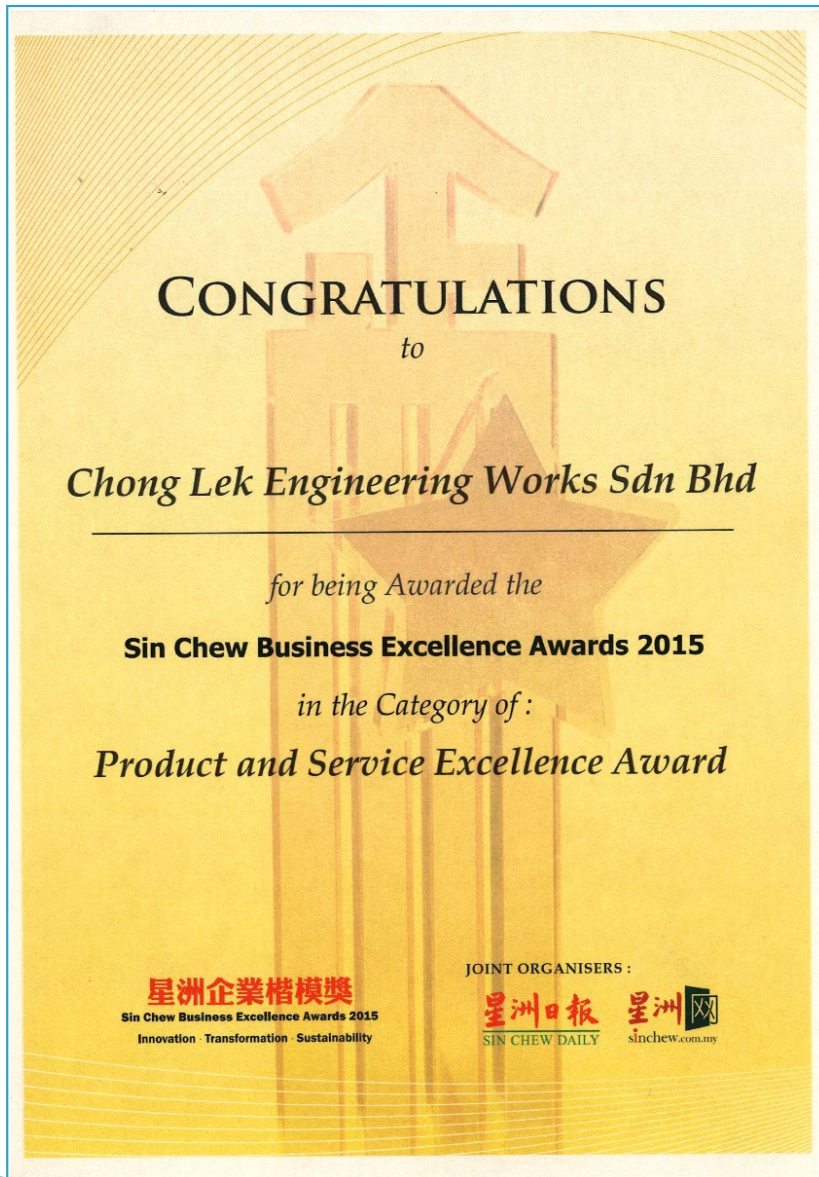 CONGRATULATIONS
to
Chong Lek Engineering Works Sdn Bhd
for being Awarded the
Sin Chew Business Excellence Awards 2015
in the Category of :
Product and Service Excellence Award
星洲企業楷模獎
Sin Chew Business Excellence Awards 2015
Innovation · Transformation · Sustainability
JOINT ORGANISERS :
星洲日報
SIN CHEW DAILY
星洲网
sinchew.com.my